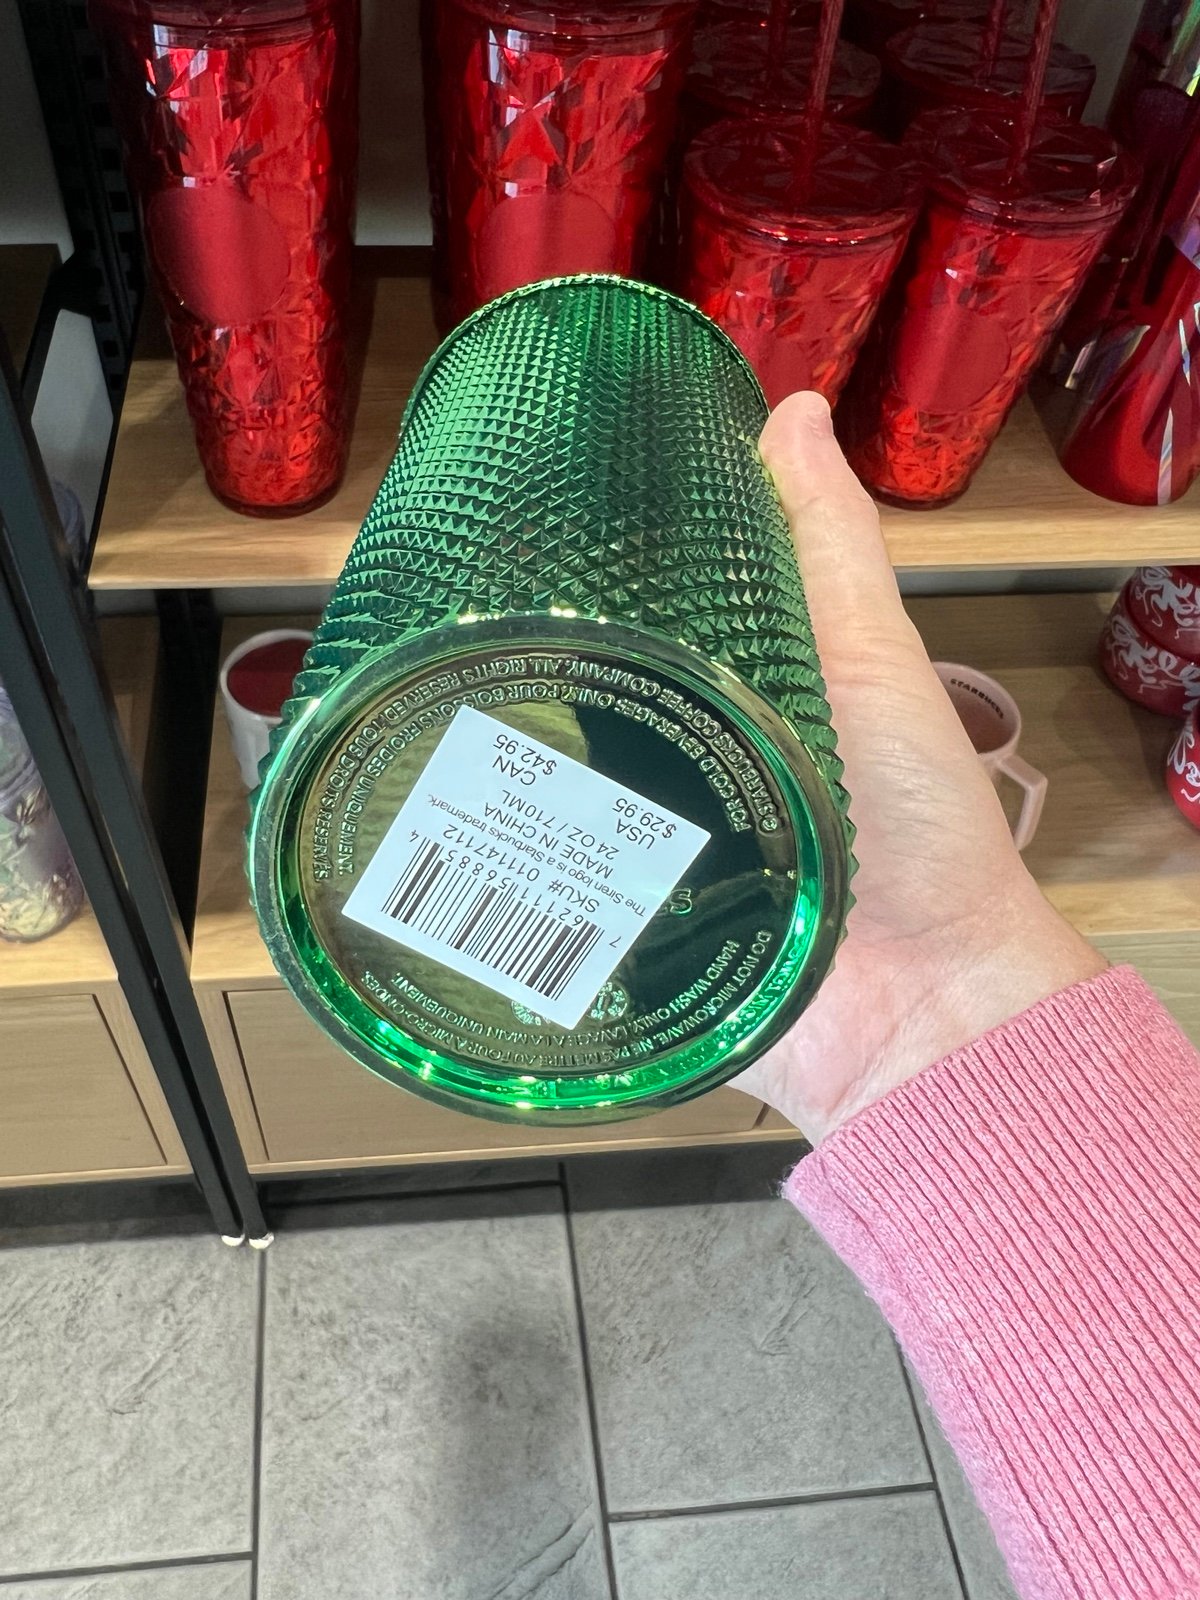 USA
$29.95
CAN
$42.95
24 OZ / 710 ML
MADE IN CHINA
The Siren logo is a Starbucks trademark.
SKU# 011147112
7 62111 56885 4
FOR COLD BEVERAGES ONLY. POUR BOISSONS FROIDES UNIQUEMENT.
® STARBUCKS COFFEE COMPANY. ALL RIGHTS RESERVED. TOUS DROITS RÉSERVÉS.
HAND WASH ONLY. LAVAGE A LA MAIN UNIQUEMENT.
DO NOT MICROWAVE. NE PAS METTRE AU FOUR A MICRO-ONDES.
STARBUCKS